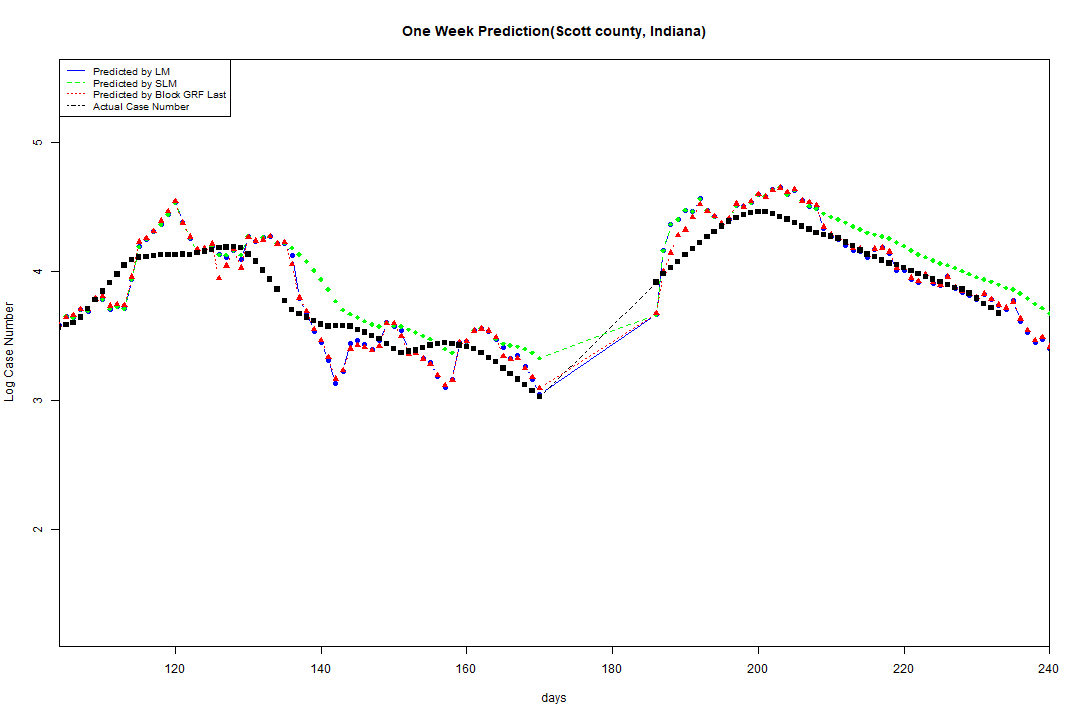 One Week Prediction(Scott county, Indiana)
Predicted by LM
Predicted by SLM
Predicted by Block GRF Last
Actual Case Number
5
4
3
2
Log Case Number
120 140 160 180 200 220 240
days